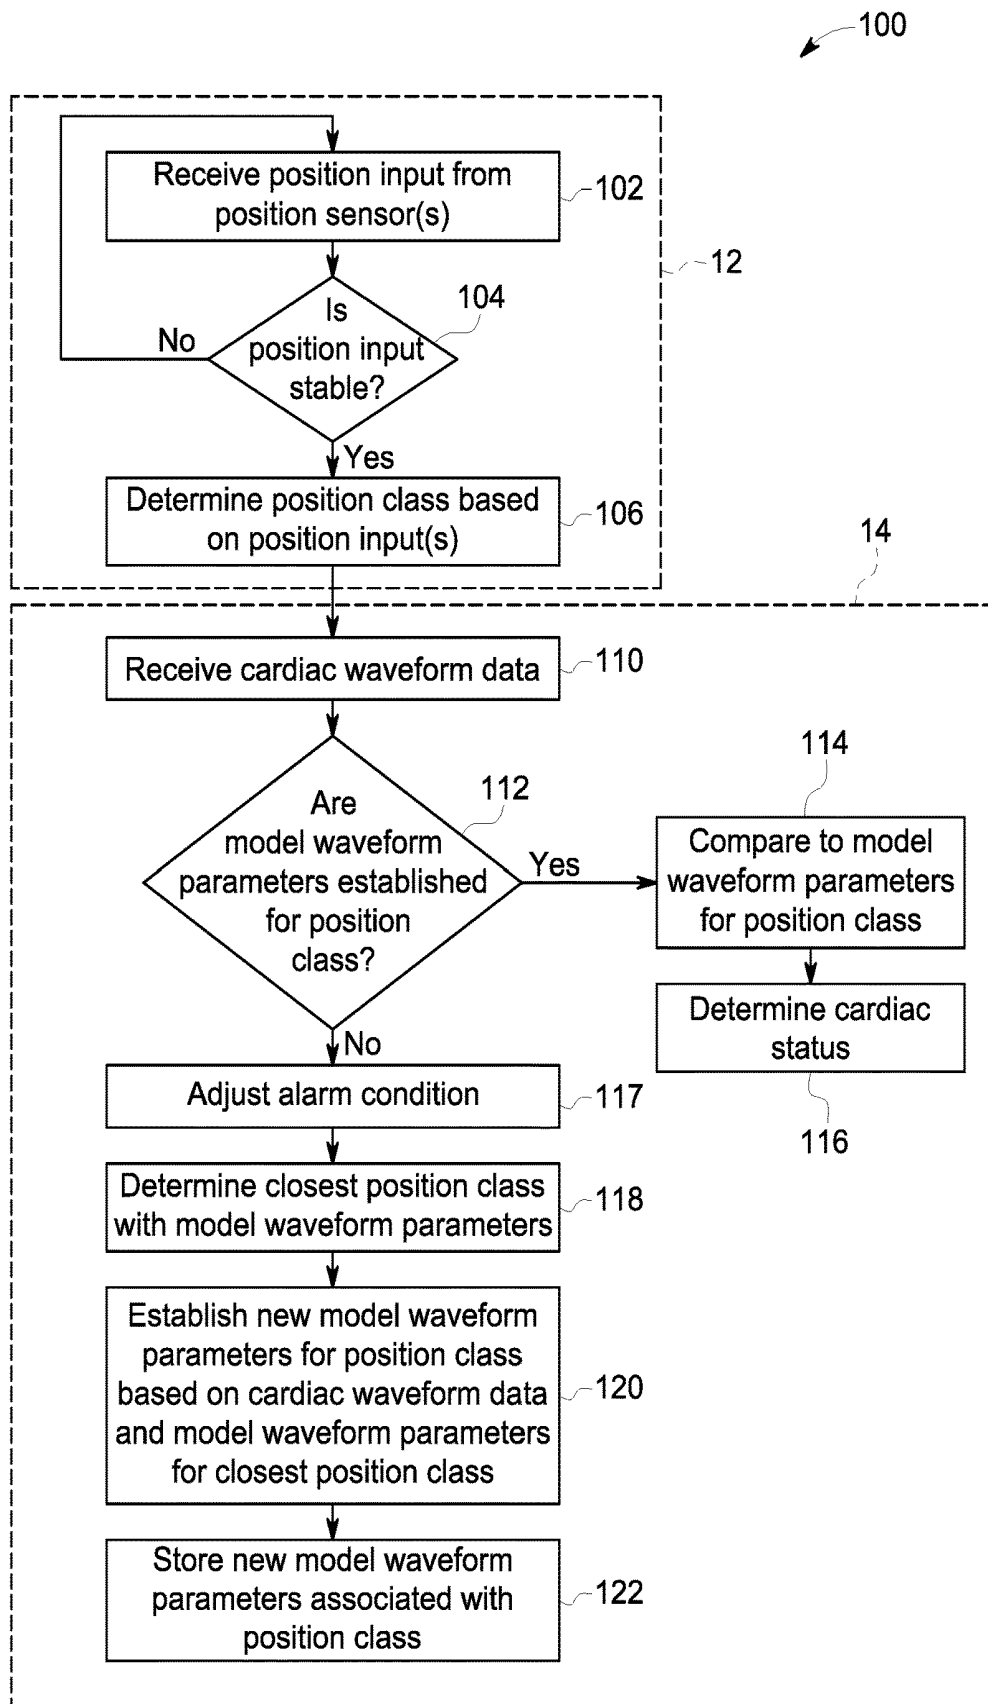 100
Receive position input from
position sensor(s)
102
12
Is
position input
stable?
104
No
Yes
Determine position class based
on position input(s)
106
14
Receive cardiac waveform data
110
Are
model waveform
parameters established
for position
class?
112
Yes
114
Compare to model
waveform parameters
for position class
Determine cardiac
status
116
No
Adjust alarm condition
117
Determine closest position class
with model waveform parameters
118
Establish new model waveform
parameters for position class
based on cardiac waveform data
and model waveform parameters
for closest position class
120
Store new model waveform
parameters associated with
position class
122